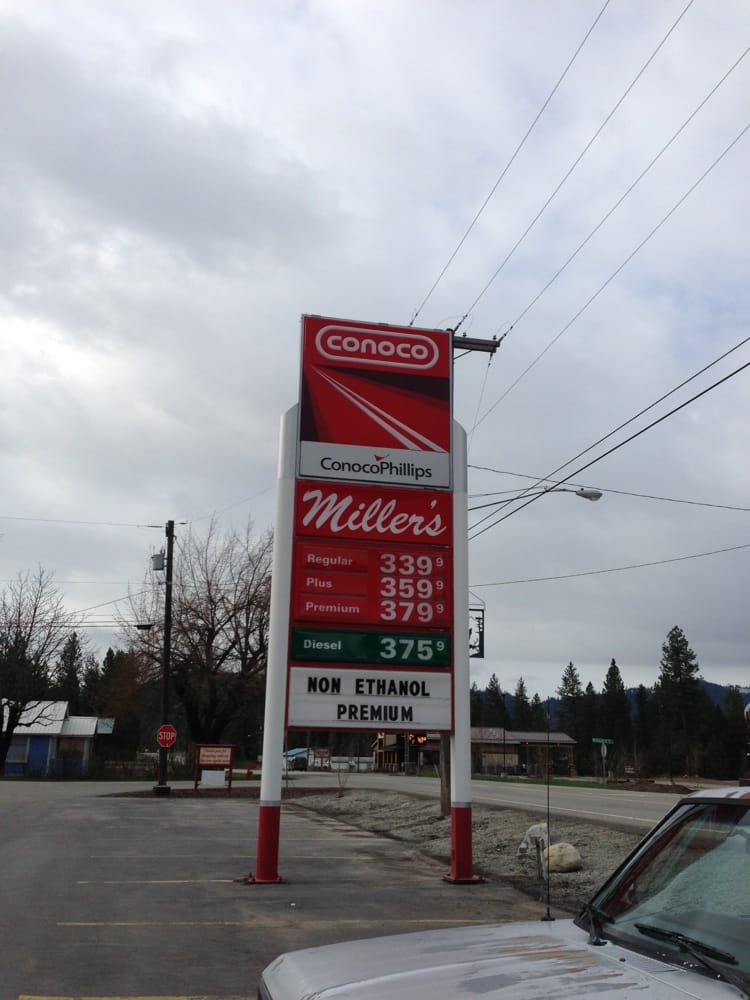 conoco
ConocoPhillips
Miller's
Regular 339 9
Plus 359 9
Premium 379 9
Diesel 375 9
NON ETHANOL
PREMIUM
STOP